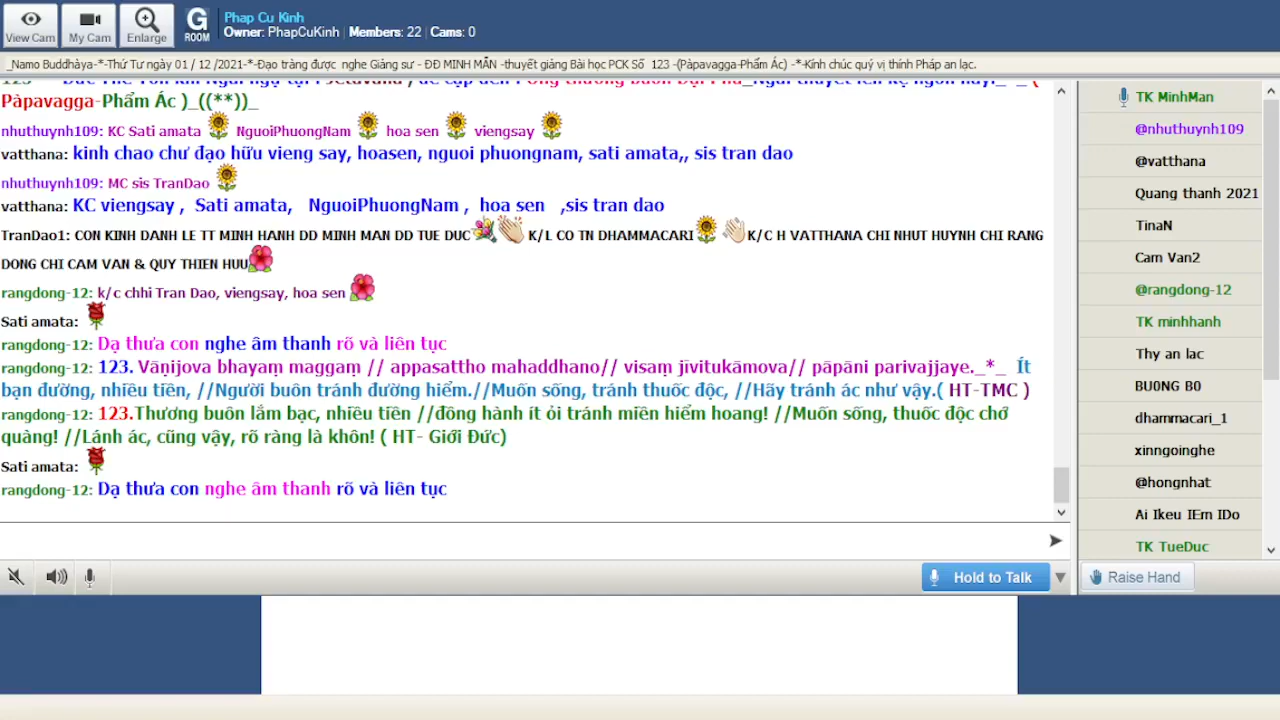 View Cam
My Cam
Enlarge
G
ROOM
Phap Cu Kinh
Owner: PhapCuKinh | Members: 22 | Cams: 0
_Namo Buddhàya-*-Thứ Tư ngày 01 / 12 /2021-*-Đạo tràng được nghe Giảng sư - ĐĐ MINH MẪN -thuyết giảng Bài học PCK Số 123 -(Pàpavagga-Phẩm Ác) -*-Kính chúc quý vị thính Pháp an lạc.
Pàpavagga-Phẩm Ác )_((**))_
nhuthuynh109: KC Sati amata NguoiPhuongNam hoa sen viengsay
vatthana: kinh chao chư đạo hữu vieng say, hoasen, nguoi phuongnam, sati amata,, sis tran dao
nhuthuynh109: MC sis TranDao
vatthana: KC viengsay , Sati amata, NguoiPhuongNam , hoa sen ,sis tran dao
TranDao1: CON KINH DANH LE TT MINH HANH DD MINH MAN DD TUE DUC K/L CO TN DHAMMACARI K/C H VATTHANA CHI NHUT HUYNH CHI RANG
DONG CHI CAM VAN & QUY THIEN HUU
rangdong-12: k/c chhi Tran Dao, viengsay, hoa sen
Sati amata:
rangdong-12: Dạ thưa con nghe âm thanh rõ và liên tục
rangdong-12: 123. Vāṇijova bhayaṃ maggaṃ // appasattho mahaddhano// visaṃ jīvitukāmova// pāpāni parivajjaye._*_ Ít
bạn đường, nhiều tiền, //Người buôn tránh đường hiểm.//Muốn sống, tránh thuốc độc, //Hãy tránh ác như vậy.( HT-TMC )
rangdong-12: 123.Thương buôn lắm bạc, nhiều tiền //đồng hành ít ỏi tránh miền hiểm hoang! //Muốn sống, thuốc độc chớ
quàng! //Lánh ác, cũng vậy, rõ ràng là khôn! ( HT- Giới Đức)
Sati amata:
rangdong-12: Dạ thưa con nghe âm thanh rõ và liên tục
TK MinhMan
@nhuthuynh109
@vatthana
Quang thanh 2021
TinaN
Cam Van2
@rangdong-12
TK minhhanh
Thy an lac
BU0NG B0
dhammacari_1
xinngoinghe
@hongnhat
Ai Ikeu IEm IDo
TK TueDuc
Hold to Talk
Raise Hand